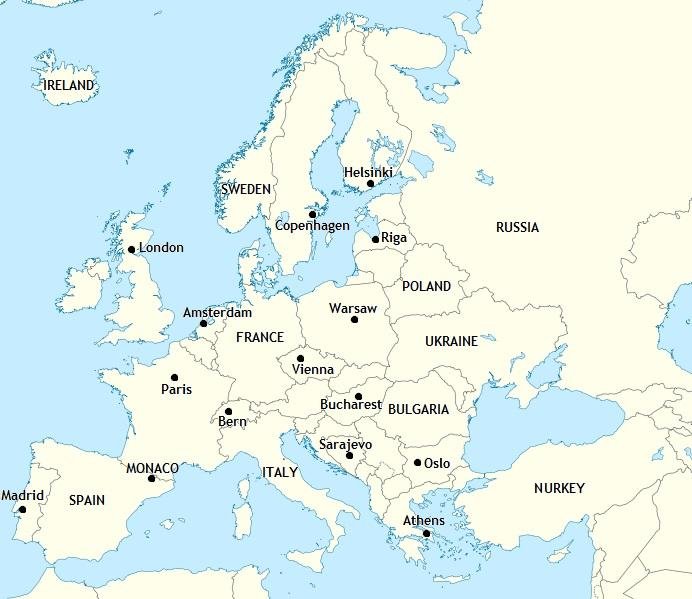 IRELAND
Helsinki
SWEDEN
Copenhagen
RUSSIA
Riga
London
POLAND
Warsaw
Amsterdam
FRANCE
UKRAINE
Vienna
Paris
Bucharest
BULGARIA
Bern
Sarajevo
Oslo
MONACO
ITALY
NURKEY
Madrid
SPAIN
Athens